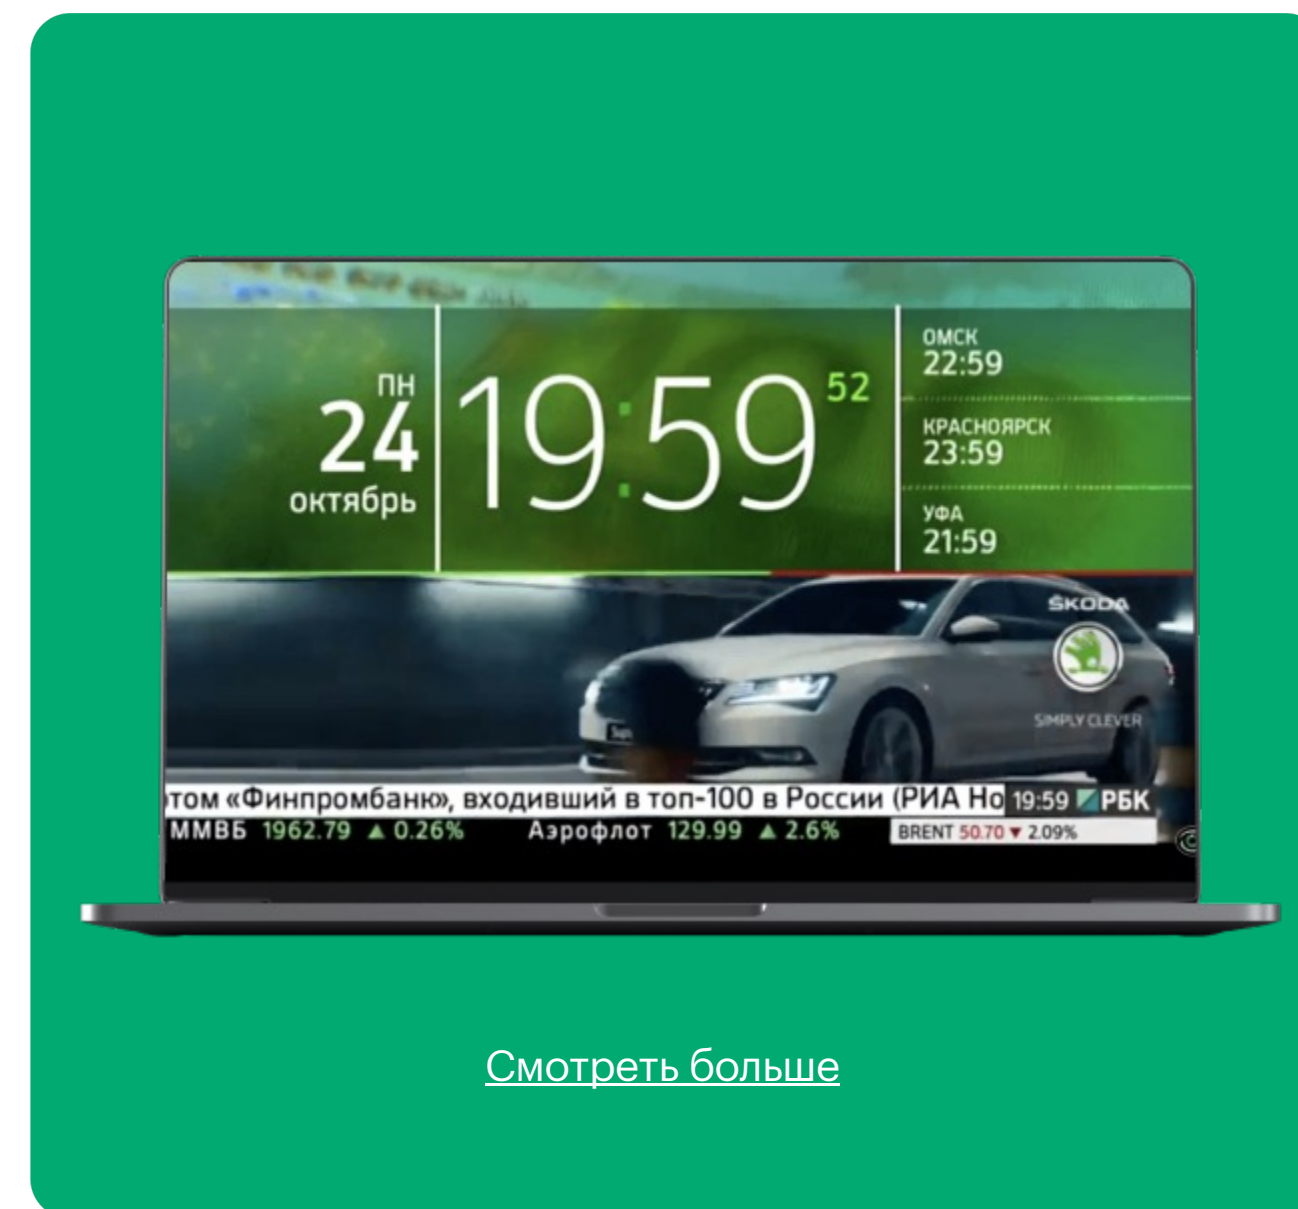 ПН
24
октябрь
19:59 52
ОМСК
22:59
КРАСНОЯРСК
23:59
УФА
21:59
ŠKODA
SIMPLY CLEVER
том «Финпромбаню», входивший в топ-100 в России (РИА Но 19:59 РБК
ММВБ 1962.79 ▲ 0.26% Аэрофлот 129.99 ▲ 2.6% BRENT 50.70 ▼ 2.09%
Смотреть больше